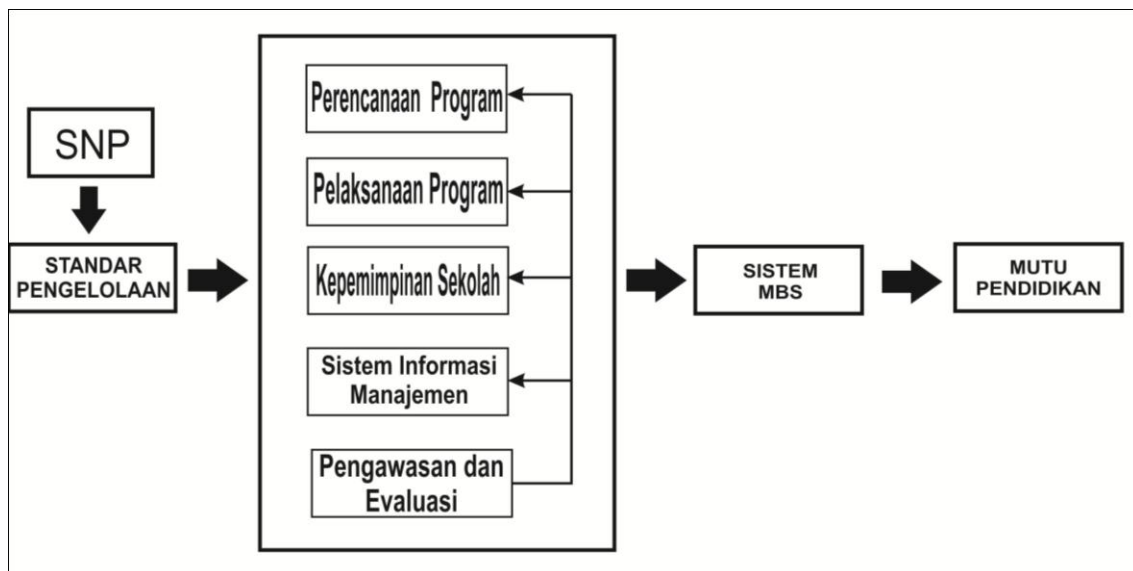 SNP
STANDAR
PENGELOLAAN
Perencanaan Program
Pelaksanaan Program
Kepemimpinan Sekolah
Sistem Informasi
Manajemen
Pengawasan dan
Evaluasi
SISTEM
MBS
MUTU
PENDIDIKAN